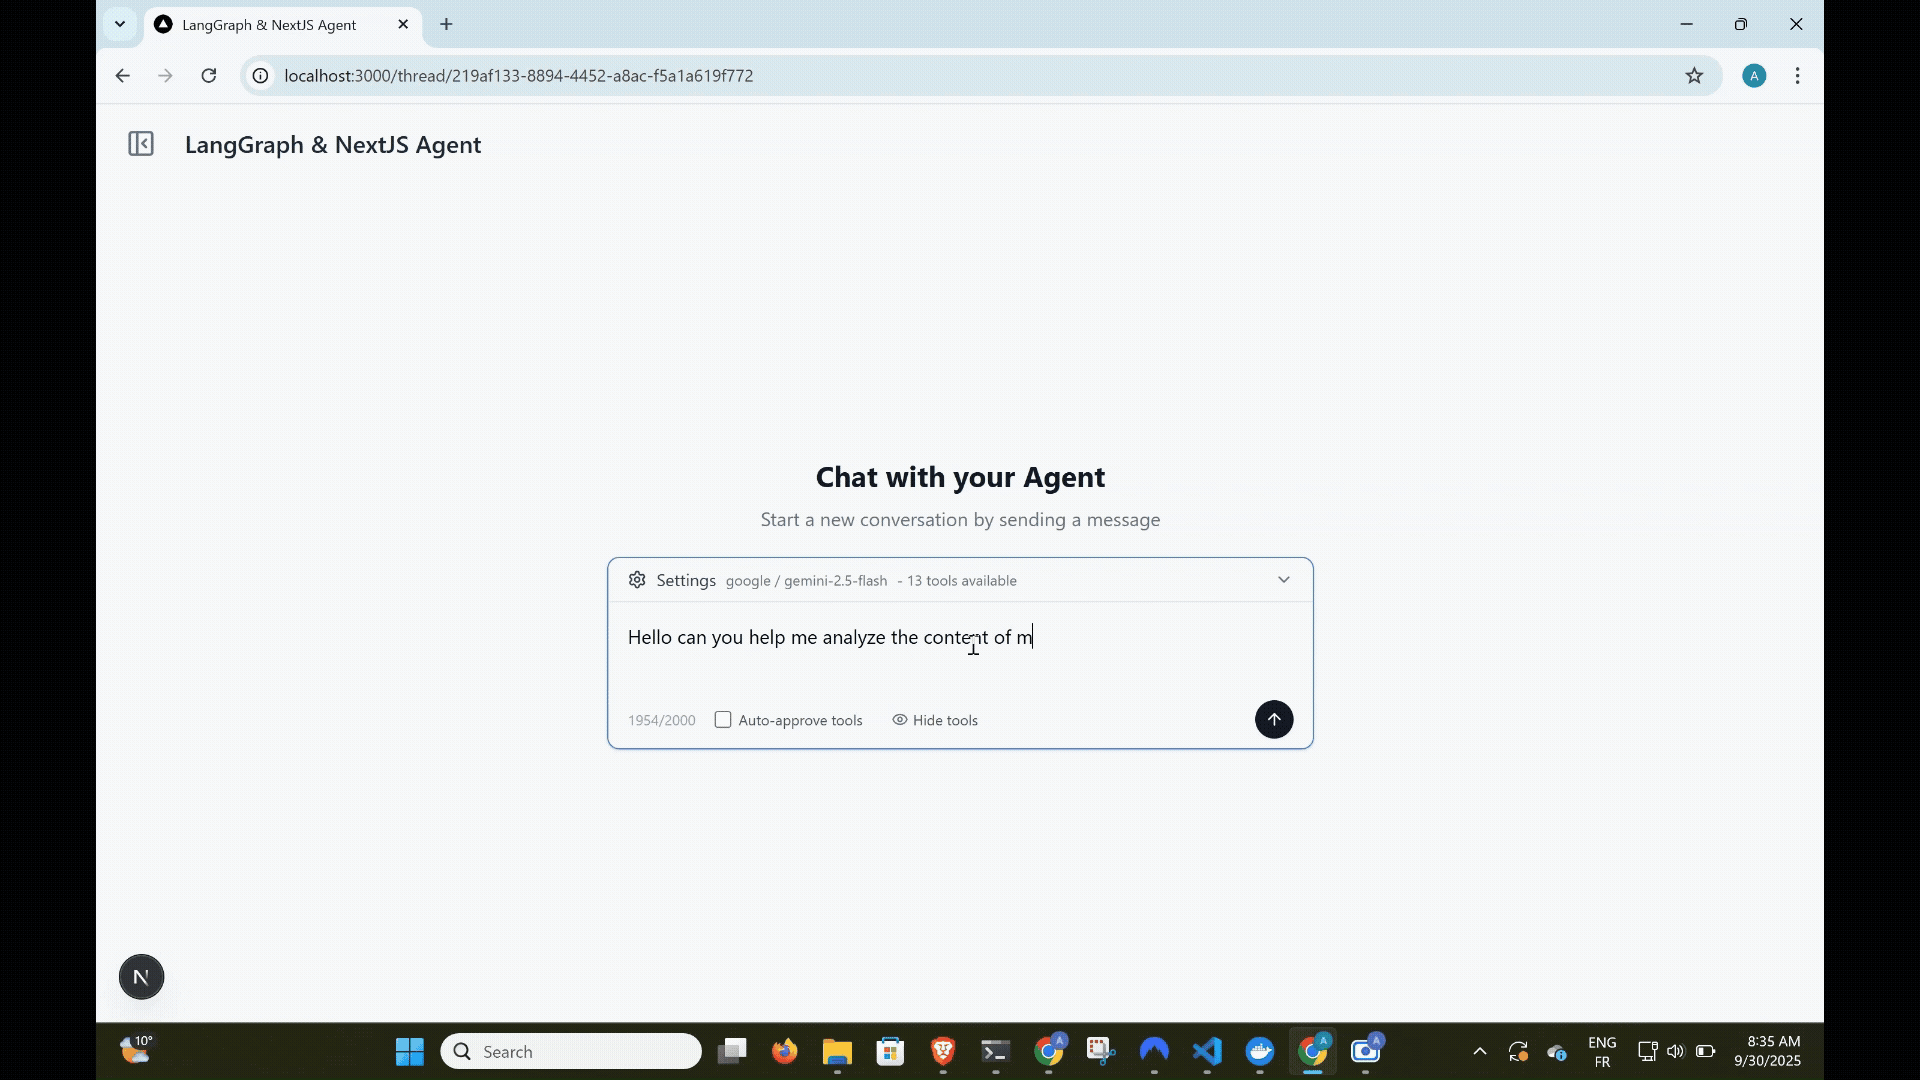 LangGraph & NextJS Agent
localhost:3000/thread/219af133-8894-4452-a8ac-f5a1a619f772
A
LangGraph & NextJS Agent
Chat with your Agent
Start a new conversation by sending a message
Settings google / gemini-2.5-flash - 13 tools available
Hello can you help me analyze the content of m
1954/2000 Auto-approve tools Hide tools
N
10°
Search
A
A
A
ENG
FR
8:35 AM
9/30/2025